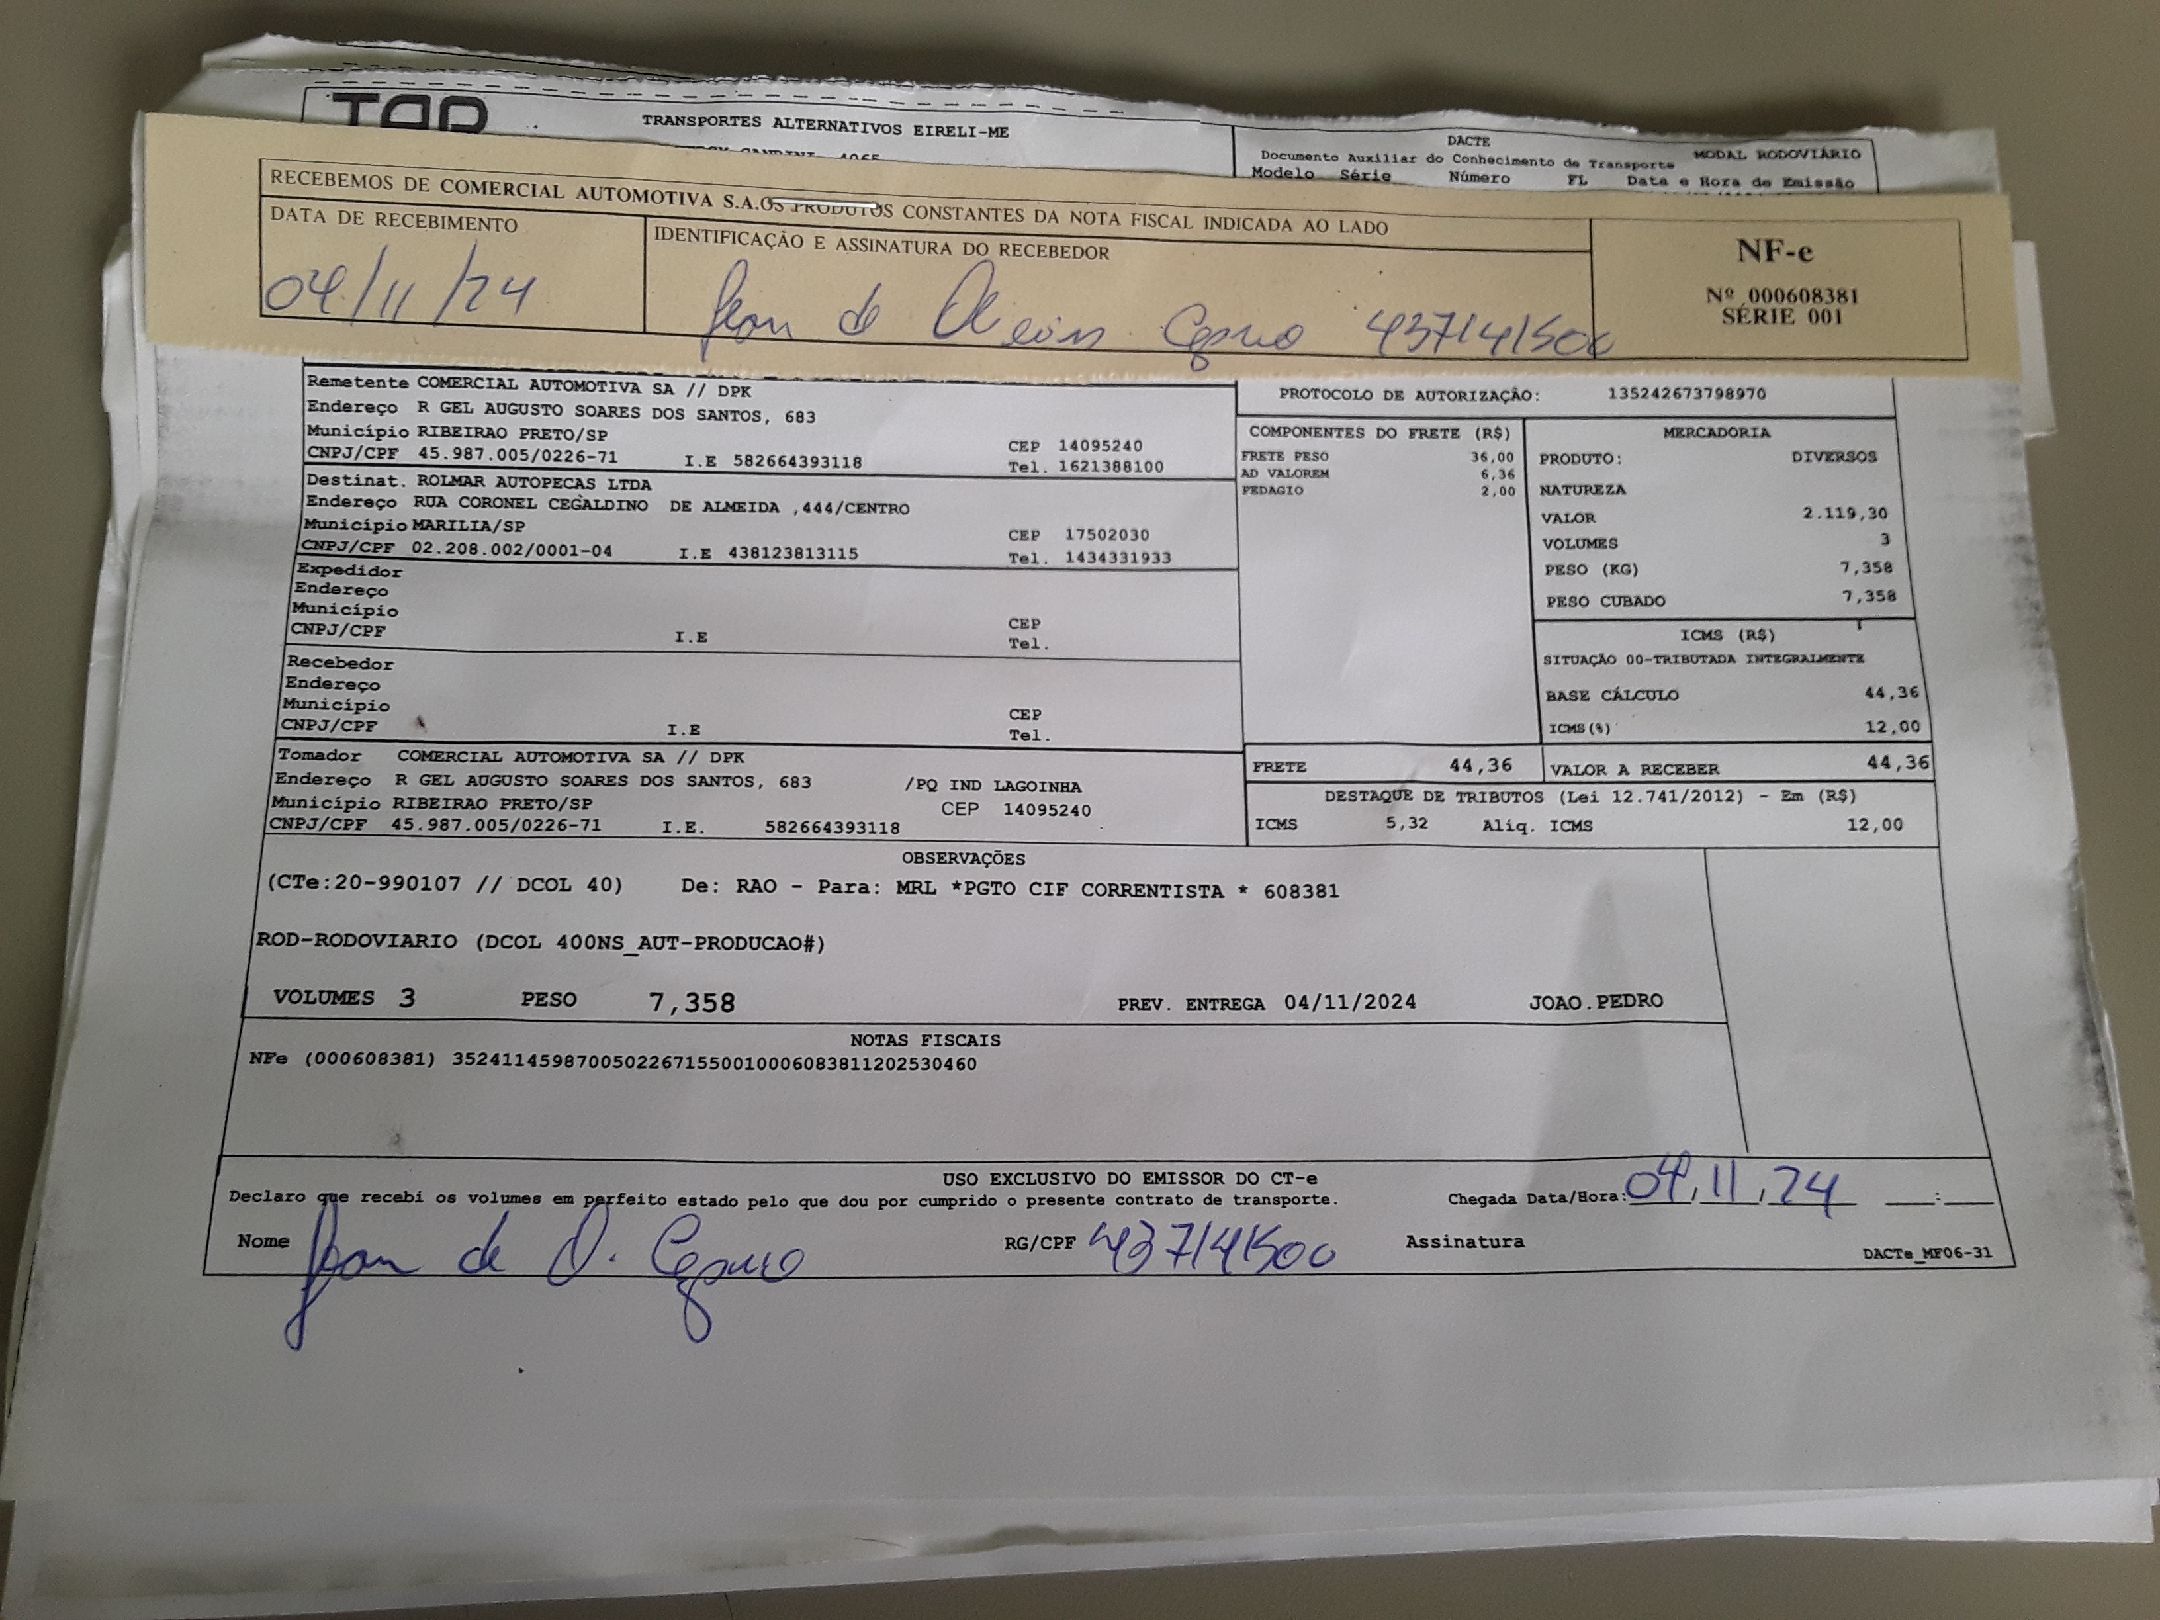 TRANSPORTES ALTERNATIVOS EIRELI-ME
DACTE
Documento Auxiliar do Conhecimento de Transporte MODAL RODOVIÁRIO
Modelo Série Número FL Data e Hora de Emissão
RECEBEMOS DE COMERCIAL AUTOMOTIVA S.A.OS PRODUTOS CONSTANTES DA NOTA FISCAL INDICADA AO LADO
DATA DE RECEBIMENTO
04/11/24
IDENTIFICAÇÃO E ASSINATURA DO RECEBEDOR
de
NF-e
Nº 000608381
SÉRIE 001
Remetente COMERCIAL AUTOMOTIVA SA // DPK
Endereço R GEL AUGUSTO SOARES DOS SANTOS, 683
Município RIBEIRAO PRETO/SP CEP 14095240
CNPJ/CPF 45.987.005/0226-71 I.E 582664393118 Tel. 1621388100
Destinat. ROLMAR AUTOPECAS LTDA
Endereço RUA CORONEL CEGALDINO DE ALMEIDA ,444/CENTRO
Município MARILIA/SP CEP 17502030
CNPJ/CPF 02.208.002/0001-04 I.E 438123813115 Tel. 1434331933
Expedidor
Endereço
Município CEP
CNPJ/CPF I.E Tel.
Recebedor
Endereço
Município CEP
CNPJ/CPF I.E Tel.
Tomador COMERCIAL AUTOMOTIVA SA // DPK
Endereço R GEL AUGUSTO SOARES DOS SANTOS, 683 /PQ IND LAGOINHA
Município RIBEIRAO PRETO/SP CEP 14095240
CNPJ/CPF 45.987.005/0226-71 I.E. 582664393118
PROTOCOLO DE AUTORIZAÇÃO: 135242673798970
COMPONENTES DO FRETE (R$)
FRETE PESO 36,00
AD VALOREM 6,36
PEDAGIO 2,00
MERCADORIA
PRODUTO: DIVERSOS
NATUREZA
VALOR 2.119,30
VOLUMES 3
PESO (KG) 7,358
PESO CUBADO 7,358
ICMS (R$)
SITUAÇÃO 00-TRIBUTADA INTEGRALMENTE
BASE CÁLCULO 44,36
ICMS(%) 12,00
FRETE 44,36 VALOR A RECEBER 44,36
DESTAQUE DE TRIBUTOS (Lei 12.741/2012) - Em (R$)
ICMS 5,32 Aliq. ICMS 12,00
OBSERVAÇÕES
(CTe:20-990107 // DCOL 40) De: RAO - Para: MRL *PGTO CIF CORRENTISTA * 608381
ROD-RODOVIARIO (DCOL 400NS_AUT-PRODUCAO#)
VOLUMES 3 PESO 7,358 PREV. ENTREGA 04/11/2024 JOAO.PEDRO
NOTAS FISCAIS
NFe (000608381) 35241145987005022671550010006083811202530460
USO EXCLUSIVO DO EMISSOR DO CT-e
Declaro que recebi os volumes em perfeito estado pelo que dou por cumprido o presente contrato de transporte. Chegada Data/Hora: 04,11,24 :
Nome de RG/CPF 437141500 Assinatura
DACTe_MF06-31